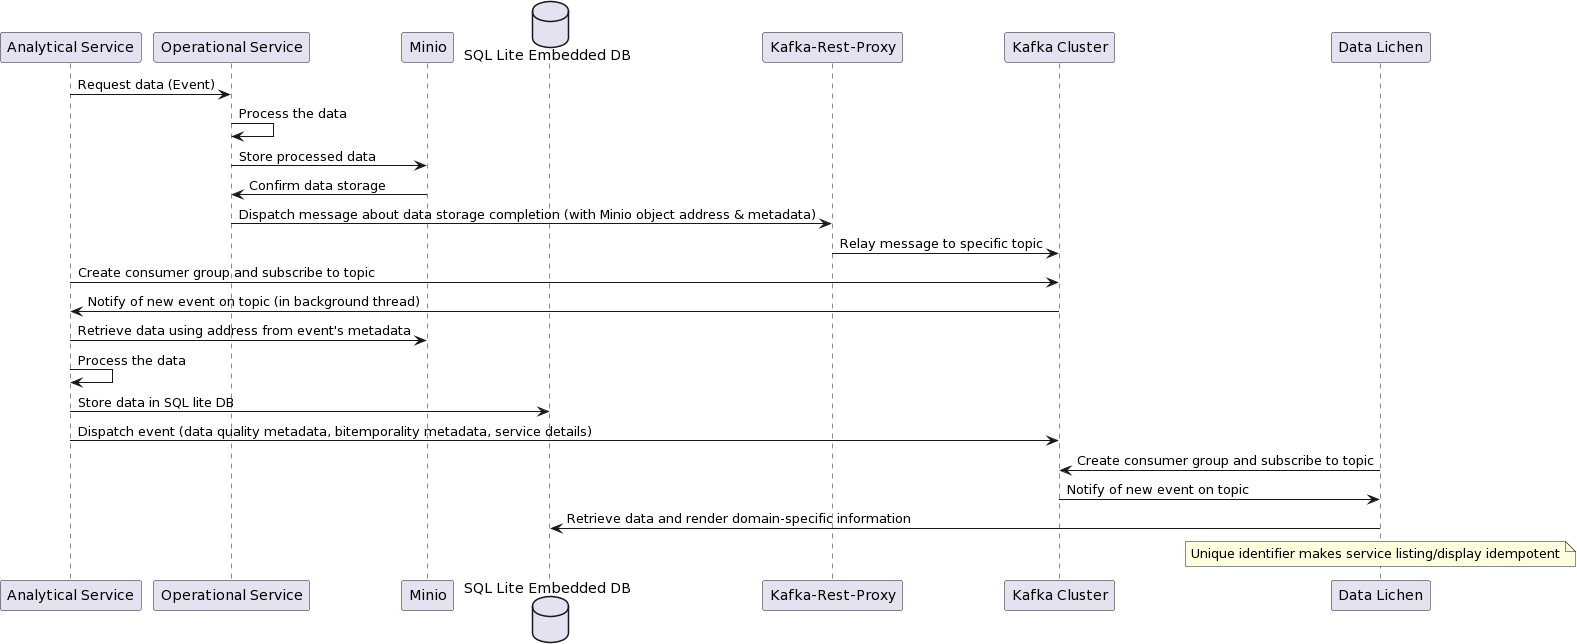 Analytical Service
Operational Service
Minio
SQL Lite Embedded DB
Kafka-Rest-Proxy
Kafka Cluster
Data Lichen
Request data (Event)
Process the data
Store processed data
Confirm data storage
Dispatch message about data storage completion (with Minio object address & metadata)
Relay message to specific topic
Create consumer group and subscribe to topic
Notify of new event on topic (in background thread)
Retrieve data using address from event's metadata
Process the data
Store data in SQL lite DB
Dispatch event (data quality metadata, bitemporality metadata, service details)
Create consumer group and subscribe to topic
Notify of new event on topic
Retrieve data and render domain-specific information
Unique identifier makes service listing/display idempotent
Analytical Service
Operational Service
Minio
SQL Lite Embedded DB
Kafka-Rest-Proxy
Kafka Cluster
Data Lichen